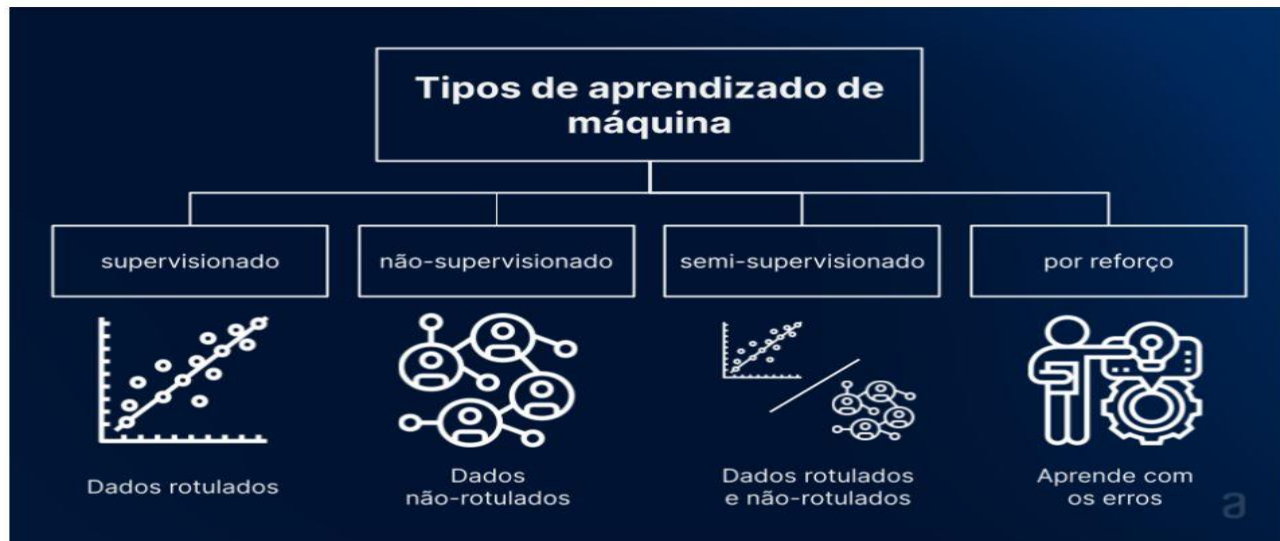 Tipos de aprendizado de
máquina
supervisionado
não-supervisionado
semi-supervisionado
por reforço
Dados rotulados
Dados
não-rotulados
Dados rotulados
e não-rotulados
Aprende com
os erros
a